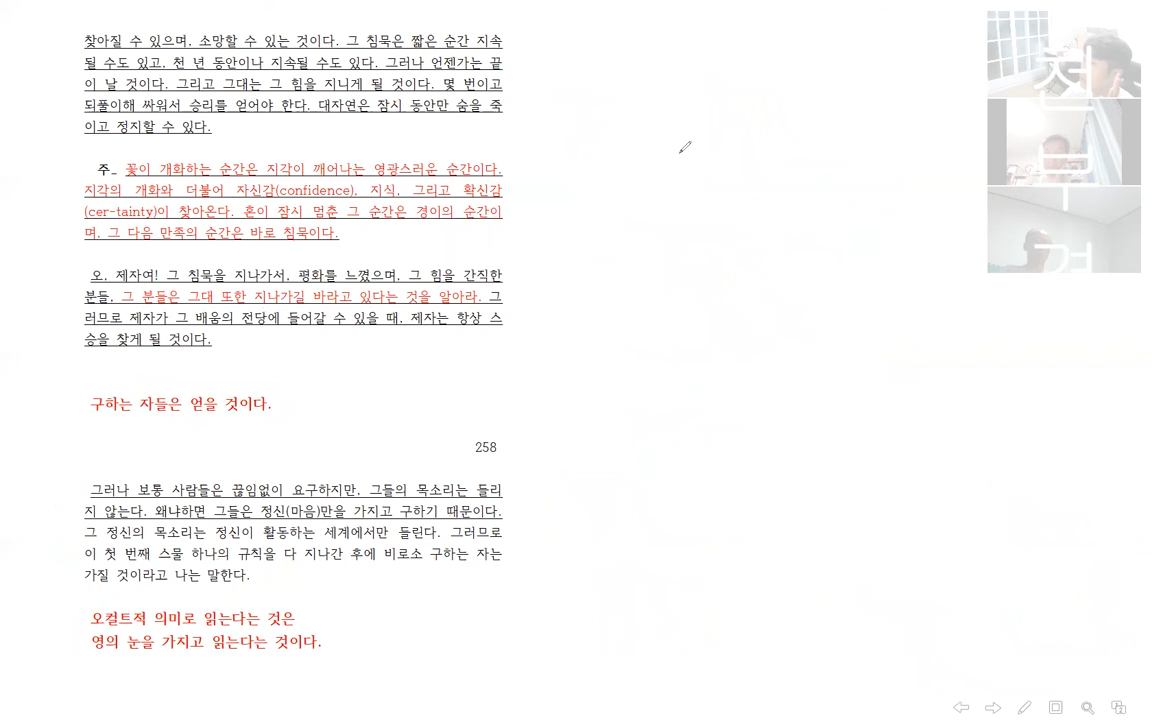 찾아질 수 있으며, 소망할 수 있는 것이다. 그 침묵은 짧은 순간 지속
될 수도 있고, 천 년 동안이나 지속될 수도 있다. 그러나 언젠가는 끝
이 날 것이다. 그리고 그대는 그 힘을 지니게 될 것이다. 몇 번이고
되풀이해 싸워서 승리를 얻어야 한다. 대자연은 잠시 동안만 숨을 죽
이고 정지할 수 있다.
주_ 꽃이 개화하는 순간은 지각이 깨어나는 영광스러운 순간이다.
지각의 개화와 더불어 자신감(confidence), 지식, 그리고 확신감
(cer-tainty)이 찾아온다. 혼이 잠시 멈춘 그 순간은 경이의 순간이
며, 그 다음 만족의 순간은 바로 침묵이다.
오, 제자여! 그 침묵을 지나가서, 평화를 느꼈으며, 그 힘을 간직한
분들, 그 분들은 그대 또한 지나가길 바라고 있다는 것을 알아라. 그
러므로 제자가 그 배움의 전당에 들어갈 수 있을 때, 제자는 항상 스
승을 찾게 될 것이다.
구하는 자들은 얻을 것이다.
258
그러나 보통 사람들은 끊임없이 요구하지만, 그들의 목소리는 들리
지 않는다. 왜냐하면 그들은 정신(마음)만을 가지고 구하기 때문이다.
그 정신의 목소리는 정신이 활동하는 세계에서만 들린다. 그러므로
이 첫 번째 스물 하나의 규칙을 다 지나간 후에 비로소 구하는 자는
가질 것이라고 나는 말한다.
오컬트적 의미로 읽는다는 것은
영의 눈을 가지고 읽는다는 것이다.